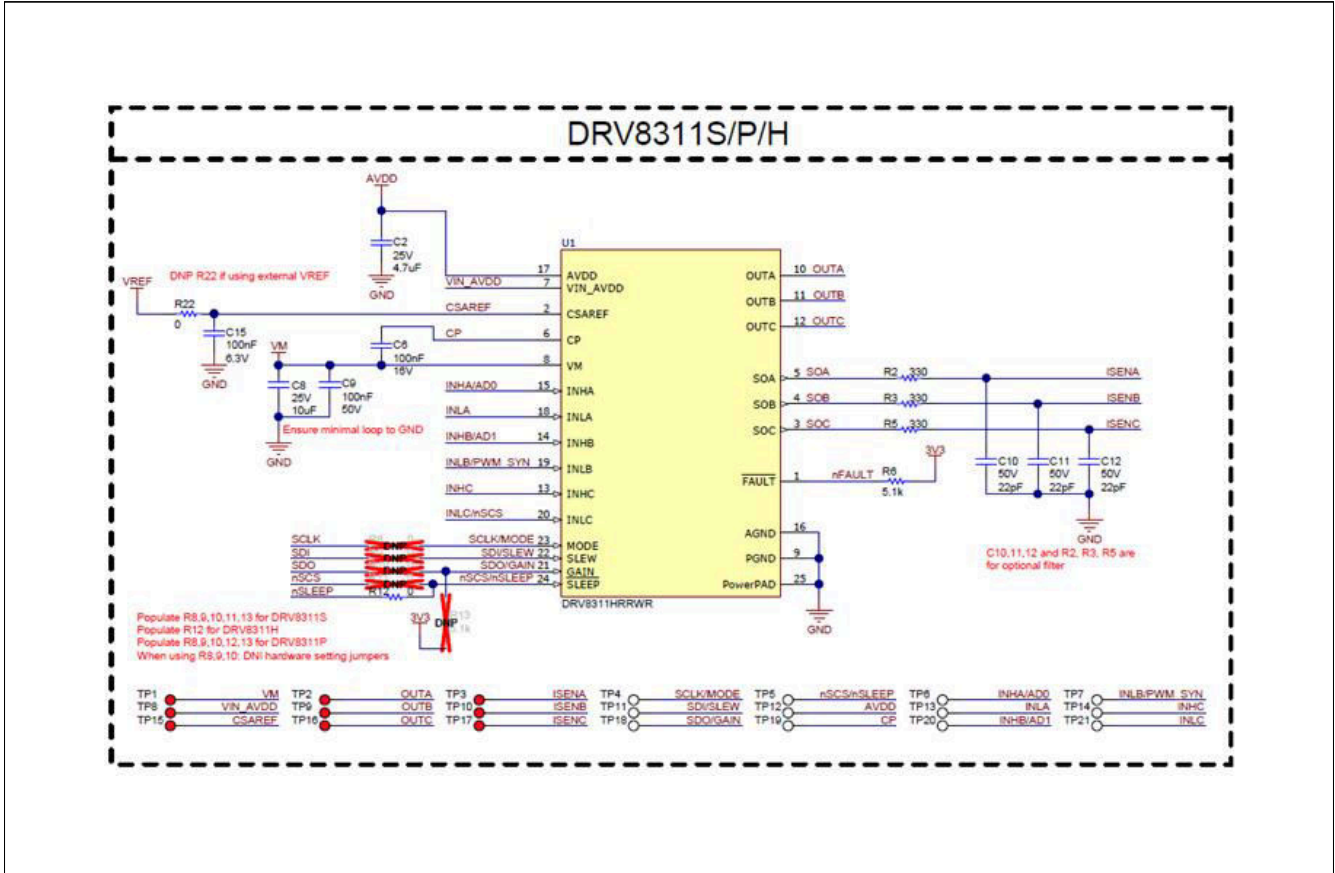 DRV8311S/P/H
AVDD
C2
25V
4.7uF
GND
DNP R22 if using external VREF
VREF
R22
0
C15
100nF
6.3V
GND
VIN_AVDD
CSAREF
CP
C6
100nF
16V
VM
C8
25V
10uF
C9
100nF
50V
Ensure minimal loop to GND
GND
INHA/AD0
INLA
INHB/AD1
INLB/PWM_SYN
INHC
INLC/nSCS
SCLK
SDI
SDO
nSCS
nSLEEP
DNP
DNP
DNP
DNP
R12 0
SCLK/MODE
SDI/SLEW
SDO/GAIN
nSCS/nSLEEP
3V3
DNP
R13
5.1k
Populate R8,9,10,11,13 for DRV8311S
Populate R12 for DRV8311H
Populate R8,9,10,12,13 for DRV8311P
When using R8,9,10: DNI hardware setting jumpers
U1
17 AVDD
7 VIN_AVDD
2 CSAREF
6 CP
8 VM
15 INHA
18 INLA
14 INHB
19 INLB
13 INHC
20 INLC
23 MODE
22 SLEW
21 GAIN
24 SLEEP
DRV8311HRRWR
OUTA 10 OUTA
OUTB 11 OUTB
OUTC 12 OUTC
SOA 5 SOA R2 330 ISENA
SOB 4 SOB R3 330 ISENB
SOC 3 SOC R5 330 ISENC
FAULT 1 nFAULT R6
5.1k
3V3
AGND 16
PGND 9
PowerPAD 25
GND
C10
50V
22pF
C11
50V
22pF
C12
50V
22pF
GND
C10,11,12 and R2, R3, R5 are
for optional filter
TP1 VM TP2 OUTA TP3 ISENA TP4 SCLK/MODE TP5 nSCS/nSLEEP TP6 INHA/AD0 TP7 INLB/PWM_SYN
TP8 VIN_AVDD TP9 OUTB TP10 ISENB TP11 SDI/SLEW TP12 AVDD TP13 INLA TP14 INHC
TP15 CSAREF TP16 OUTC TP17 ISENC TP18 SDO/GAIN TP19 CP TP20 INHB/AD1 TP21 INLC